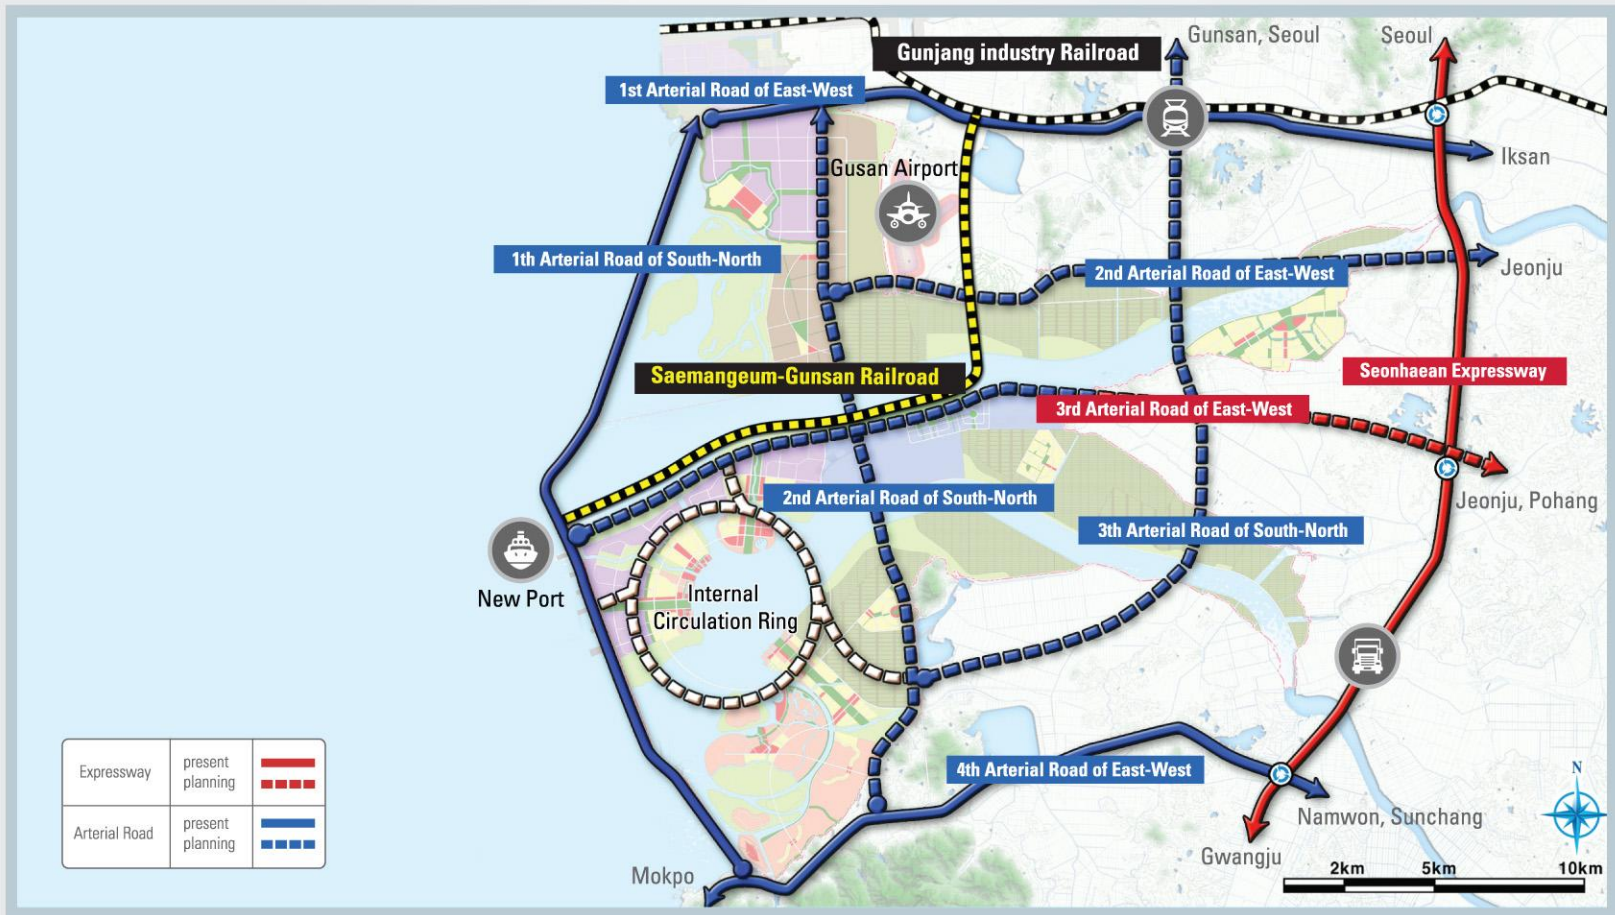 Gunjang industry Railroad
Gunsan, Seoul
Seoul
1st Arterial Road of East-West
Iksan
Gusan Airport
1th Arterial Road of South-North
2nd Arterial Road of East-West
Jeonju
Saemangeum-Gunsan Railroad
Seonhaean Expressway
3rd Arterial Road of East-West
2nd Arterial Road of South-North
Jeonju, Pohang
3th Arterial Road of South-North
New Port
Internal
Circulation Ring
4th Arterial Road of East-West
Namwon, Sunchang
Gwangju
Mokpo
Expressway
present
planning
Arterial Road
present
planning
N
2km 5km 10km